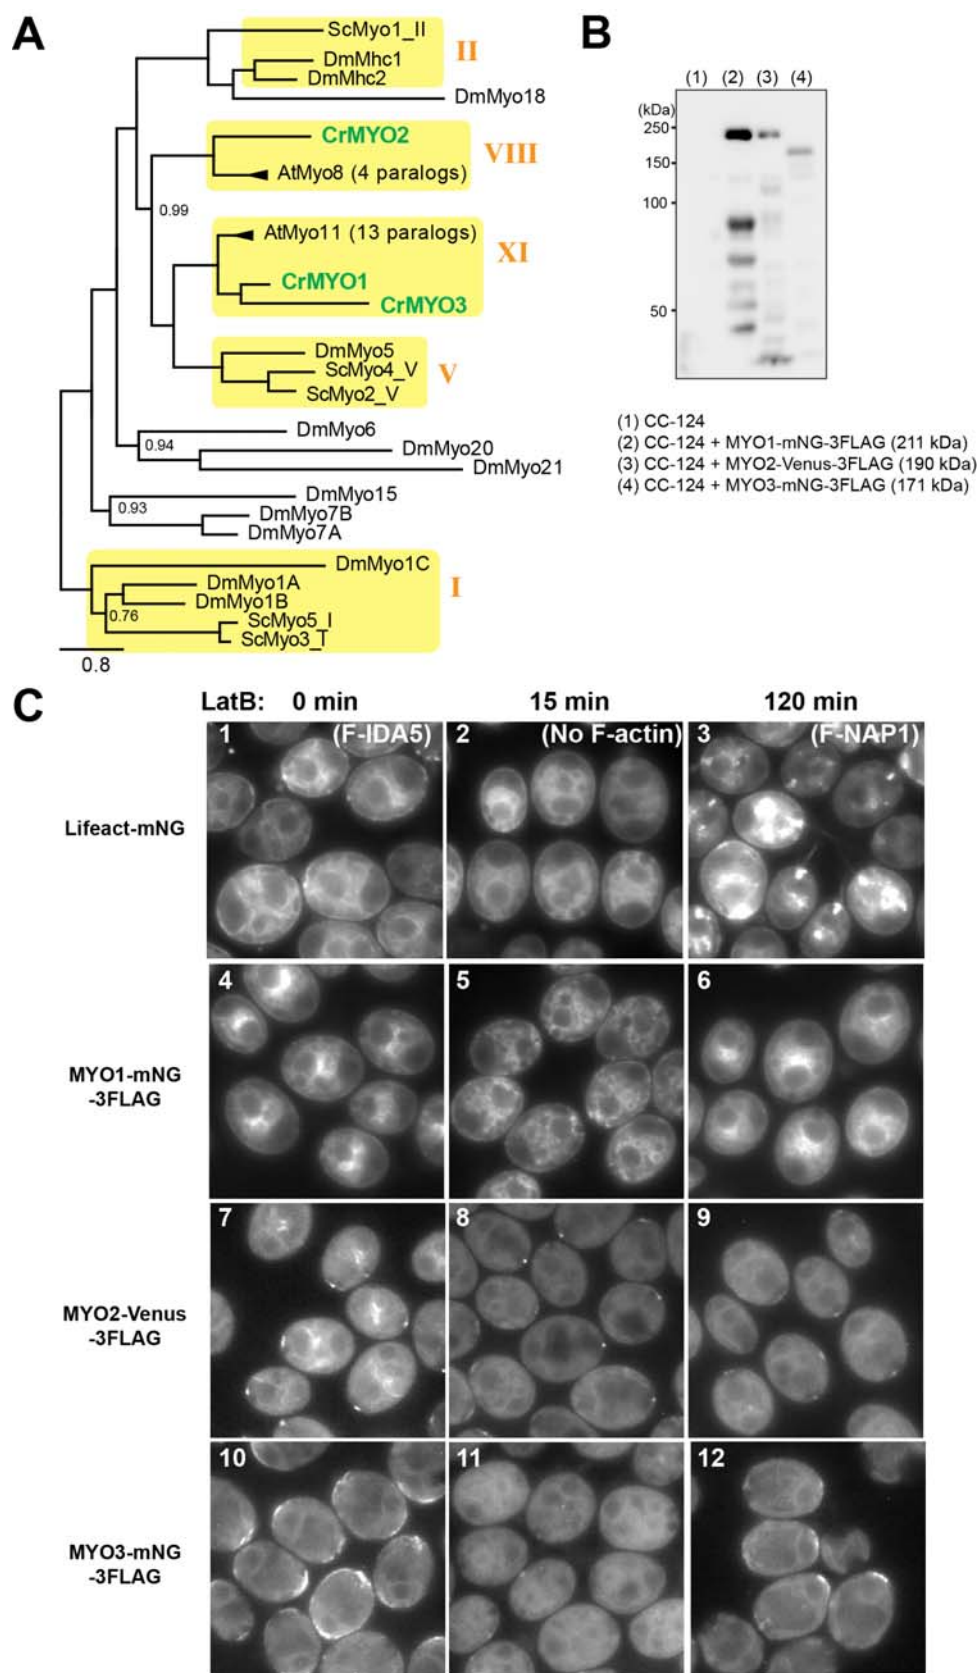 A
ScMyo1_II
DmMhc1
DmMhc2
II
DmMyo18
CrMYO2
VIII
AtMyo8 (4 paralogs)
0.99
AtMyo11 (13 paralogs)
XI
CrMYO1
CrMYO3
DmMyo5
ScMyo4_V
V
ScMyo2_V
DmMyo6
0.94
DmMyo20
DmMyo21
DmMyo15
0.93
DmMyo7B
DmMyo7A
DmMyo1C
I
DmMyo1A
DmMyo1B
0.76
ScMyo5_I
ScMyo3_T
0.8
B
(1) (2) (3) (4)
(kDa)
250
150
100
50
(1) CC-124
(2) CC-124 + MYO1-mNG-3FLAG (211 kDa)
(3) CC-124 + MYO2-Venus-3FLAG (190 kDa)
(4) CC-124 + MYO3-mNG-3FLAG (171 kDa)
C
LatB: 0 min 15 min 120 min
1 (F-IDA5) 2 (No F-actin) 3 (F-NAP1)
Lifeact-mNG
4 5 6
MYO1-mNG
-3FLAG
7 8 9
MYO2-Venus
-3FLAG
10 11 12
MYO3-mNG
-3FLAG